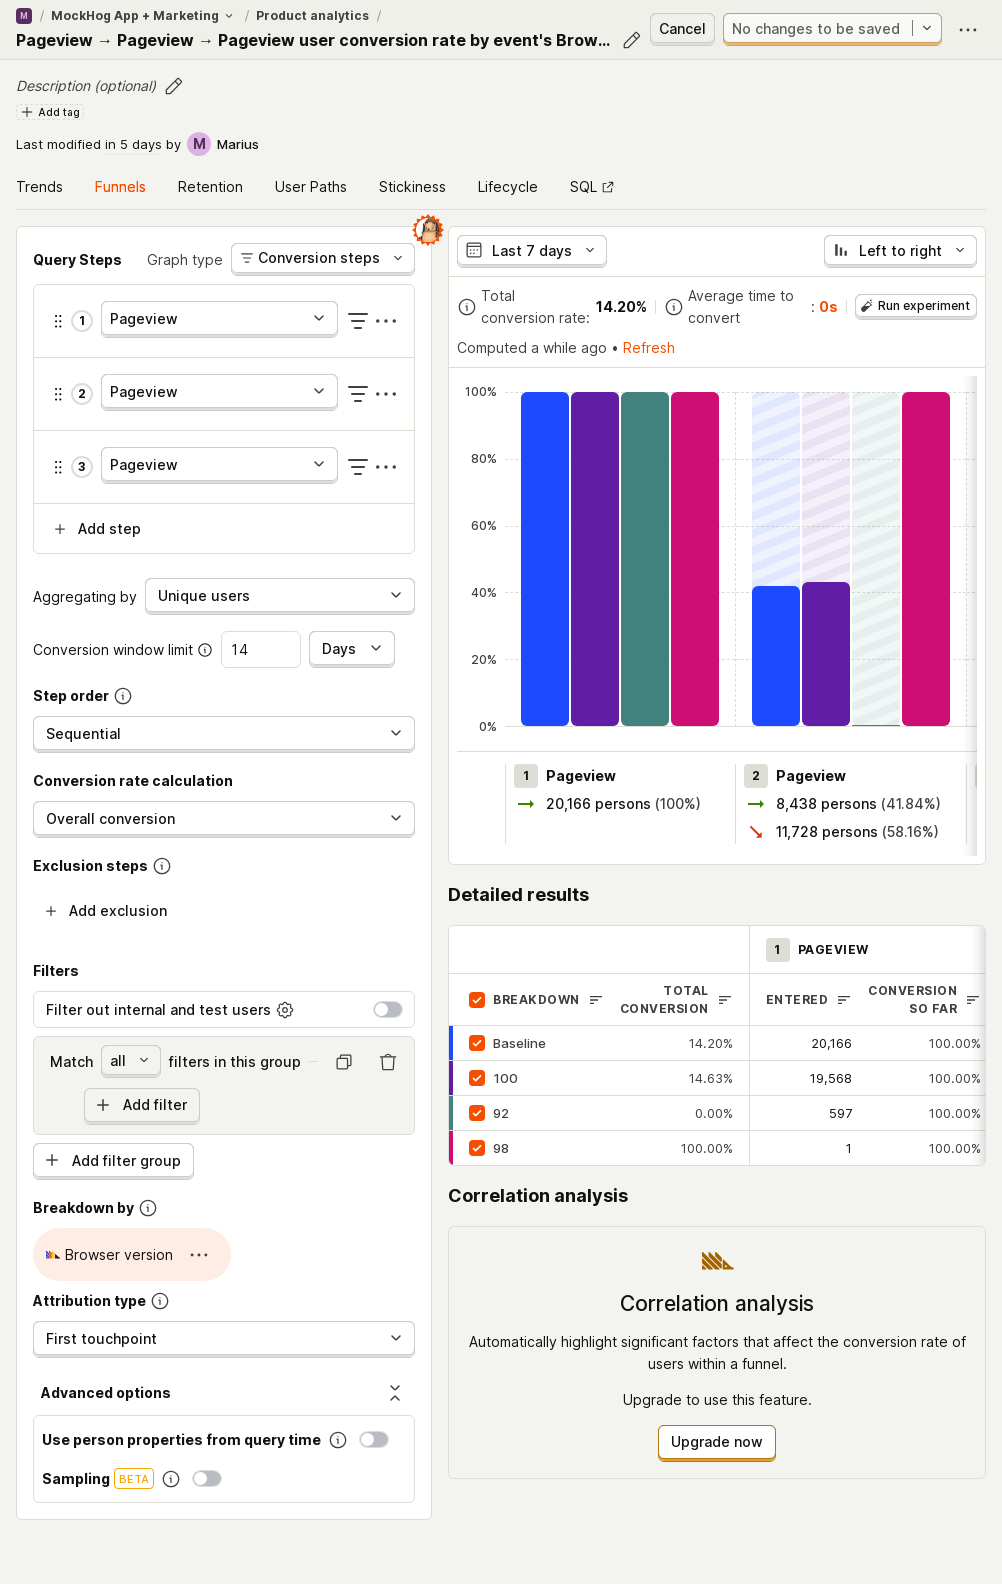 M / MockHog App + Marketing / Product analytics /
Pageview → Pageview → Pageview user conversion rate by event's Brow...
Cancel
No changes to be saved
Description (optional)
Add tag
Last modified in 5 days by M Marius
Trends Funnels Retention User Paths Stickiness Lifecycle SQL
Query Steps Graph type Conversion steps
1 Pageview
2 Pageview
3 Pageview
Add step
Aggregating by Unique users
Conversion window limit 14 Days
Step order
Sequential
Conversion rate calculation
Overall conversion
Exclusion steps
Add exclusion
Filters
Filter out internal and test users
Match all filters in this group
Add filter
Add filter group
Breakdown by
Browser version
Attribution type
First touchpoint
Advanced options
Use person properties from query time
Sampling BETA
Last 7 days Left to right
Total conversion rate: 14.20%
Average time to convert : 0s
Run experiment
Computed a while ago • Refresh
100%
80%
60%
40%
20%
0%
1 Pageview
20,166 persons (100%)
2 Pageview
8,438 persons (41.84%)
11,728 persons (58.16%)
Detailed results
1 PAGEVIEW
BREAKDOWN TOTAL CONVERSION ENTERED CONVERSION SO FAR
Baseline 14.20% 20,166 100.00%
100 14.63% 19,568 100.00%
92 0.00% 597 100.00%
98 100.00% 1 100.00%
Correlation analysis
Correlation analysis
Automatically highlight significant factors that affect the conversion rate of
users within a funnel.
Upgrade to use this feature.
Upgrade now